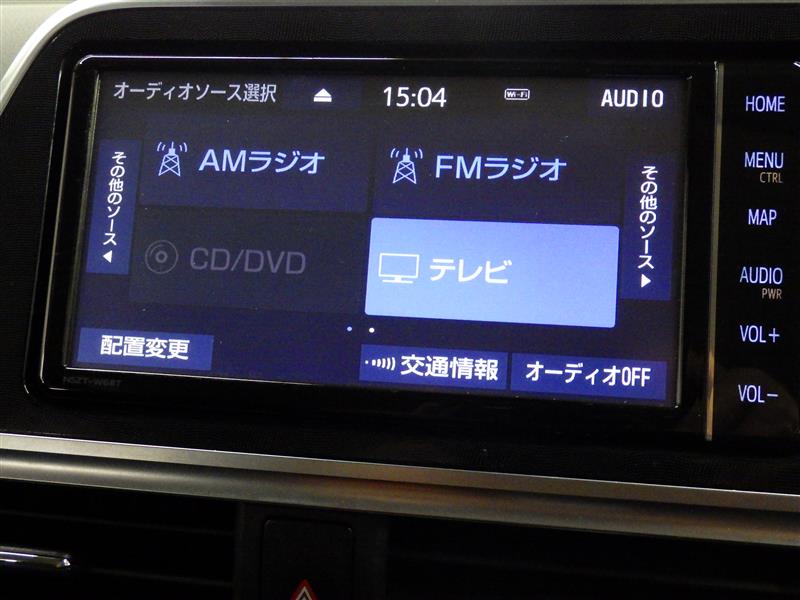 オーディオソース選択
15:04
Wi-Fi
AUDIO
その他のソース
AMラジオ
FMラジオ
その他のソース
CD/DVD
テレビ
配置変更
交通情報
オーディオOFF
NSZT-W68T
HOME
MENU
CTRL
MAP
AUDIO
PWR
VOL+
VOL-